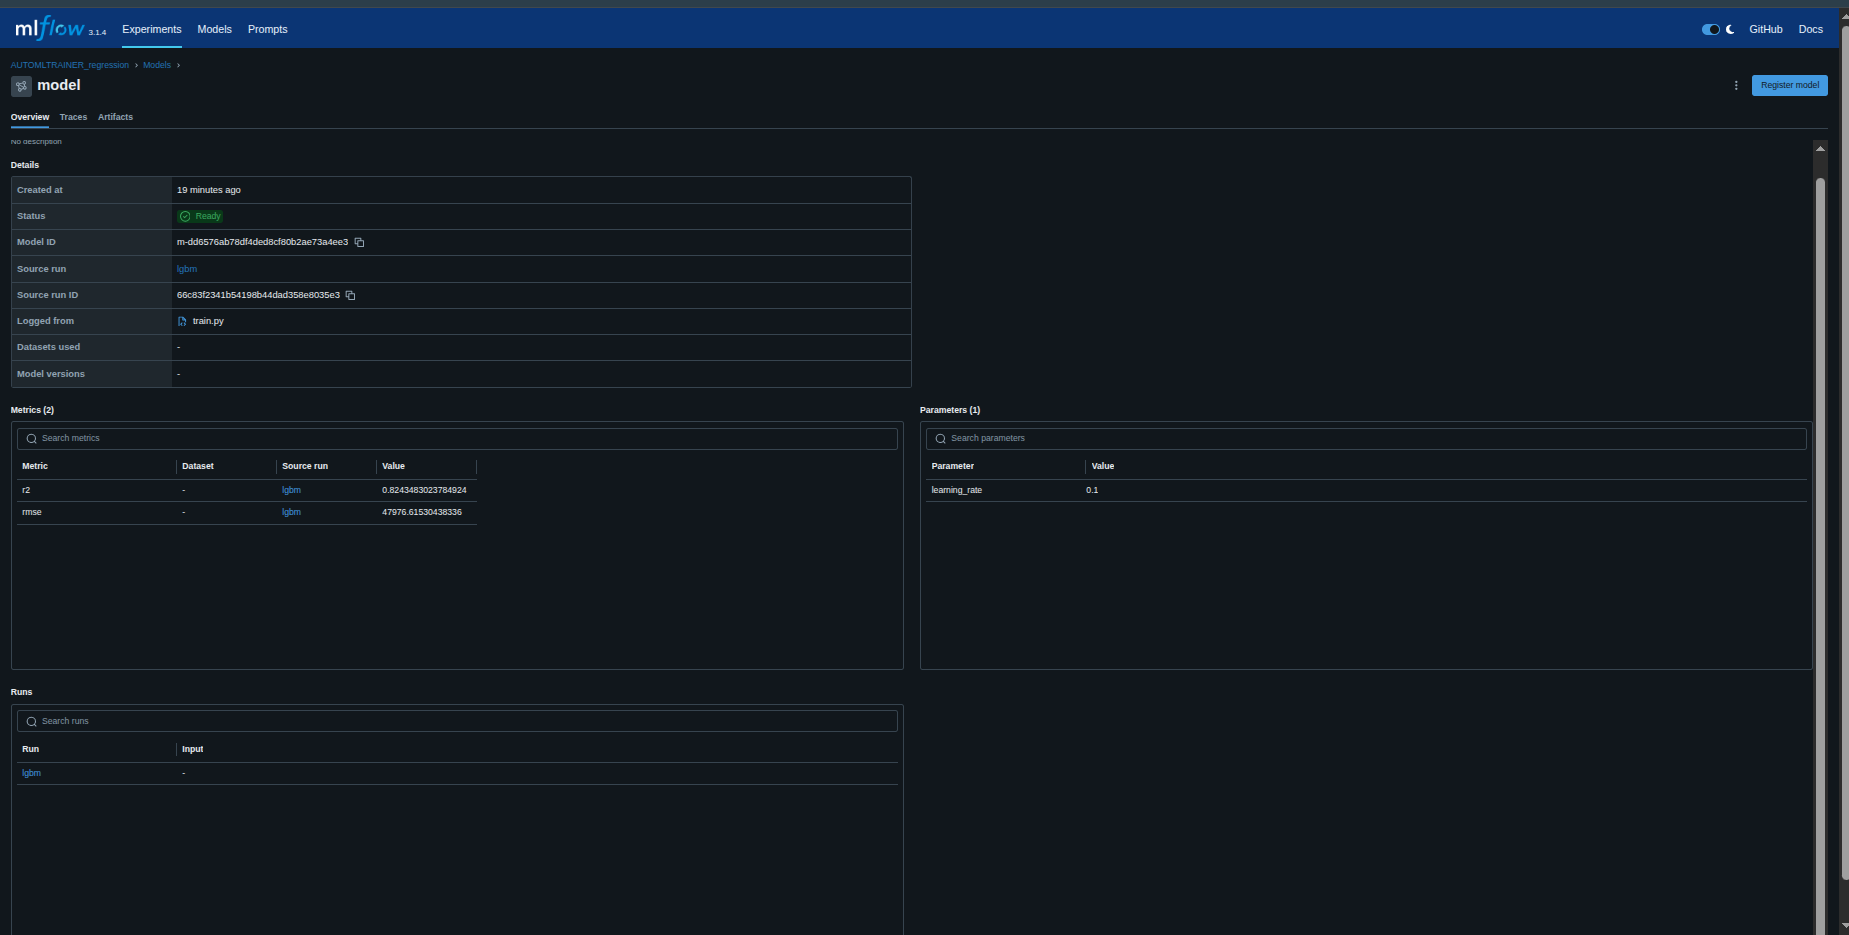 mlflow 3.1.4 Experiments Models Prompts GitHub Docs
AUTOMLTRAINER_regression › Models ›
model
Register model
Overview Traces Artifacts
No description
Details
Created at 19 minutes ago
Status Ready
Model ID m-dd6576ab78df4ded8cf80b2ae73a4ee3
Source run lgbm
Source run ID 66c83f2341b54198b44dad358e8035e3
Logged from train.py
Datasets used -
Model versions -
Metrics (2)
Search metrics
Metric Dataset Source run Value
r2 - lgbm 0.8243483023784924
rmse - lgbm 47976.61530438336
Parameters (1)
Search parameters
Parameter Value
learning_rate 0.1
Runs
Search runs
Run Input
lgbm -